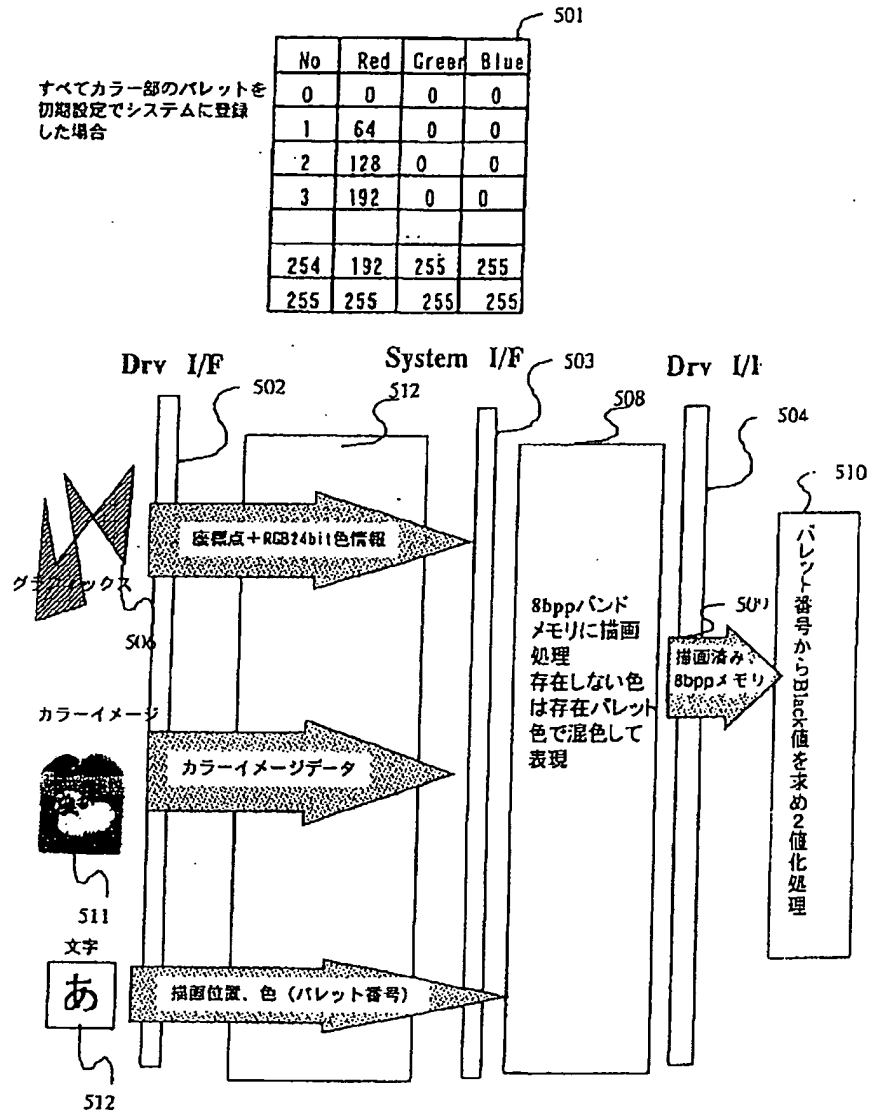 501
No Red Green Blue
0 0 0 0
1 64 0 0
2 128 0 0
3 192 0 0
..
254 192 255 255
255 255 255 255
すべてカラー部のパレットを
初期設定でシステムに登録
した場合
Drv I/F
System I/F
Drv I/F
502
512
503
508
504
510
座標点+RGB24bit色情報
グラフィックス
506
8bppバンド
メモリに描画
処理
存在しない色
は存在パレット
色で混色して
表現
509
描画済み、
8bppメモリ
パレット番号からBlack値を求め2値化処理
カラーイメージ
カラーイメージデータ
511
文字
あ
描画位置、色(パレット番号)
512